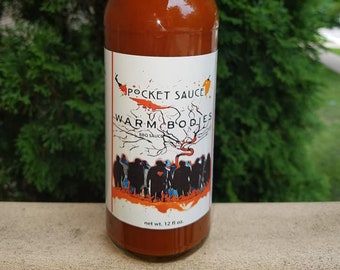 POCKET SAUCE
WARM BODIES
BBQ SAUCE
net wt. 12 fl oz.